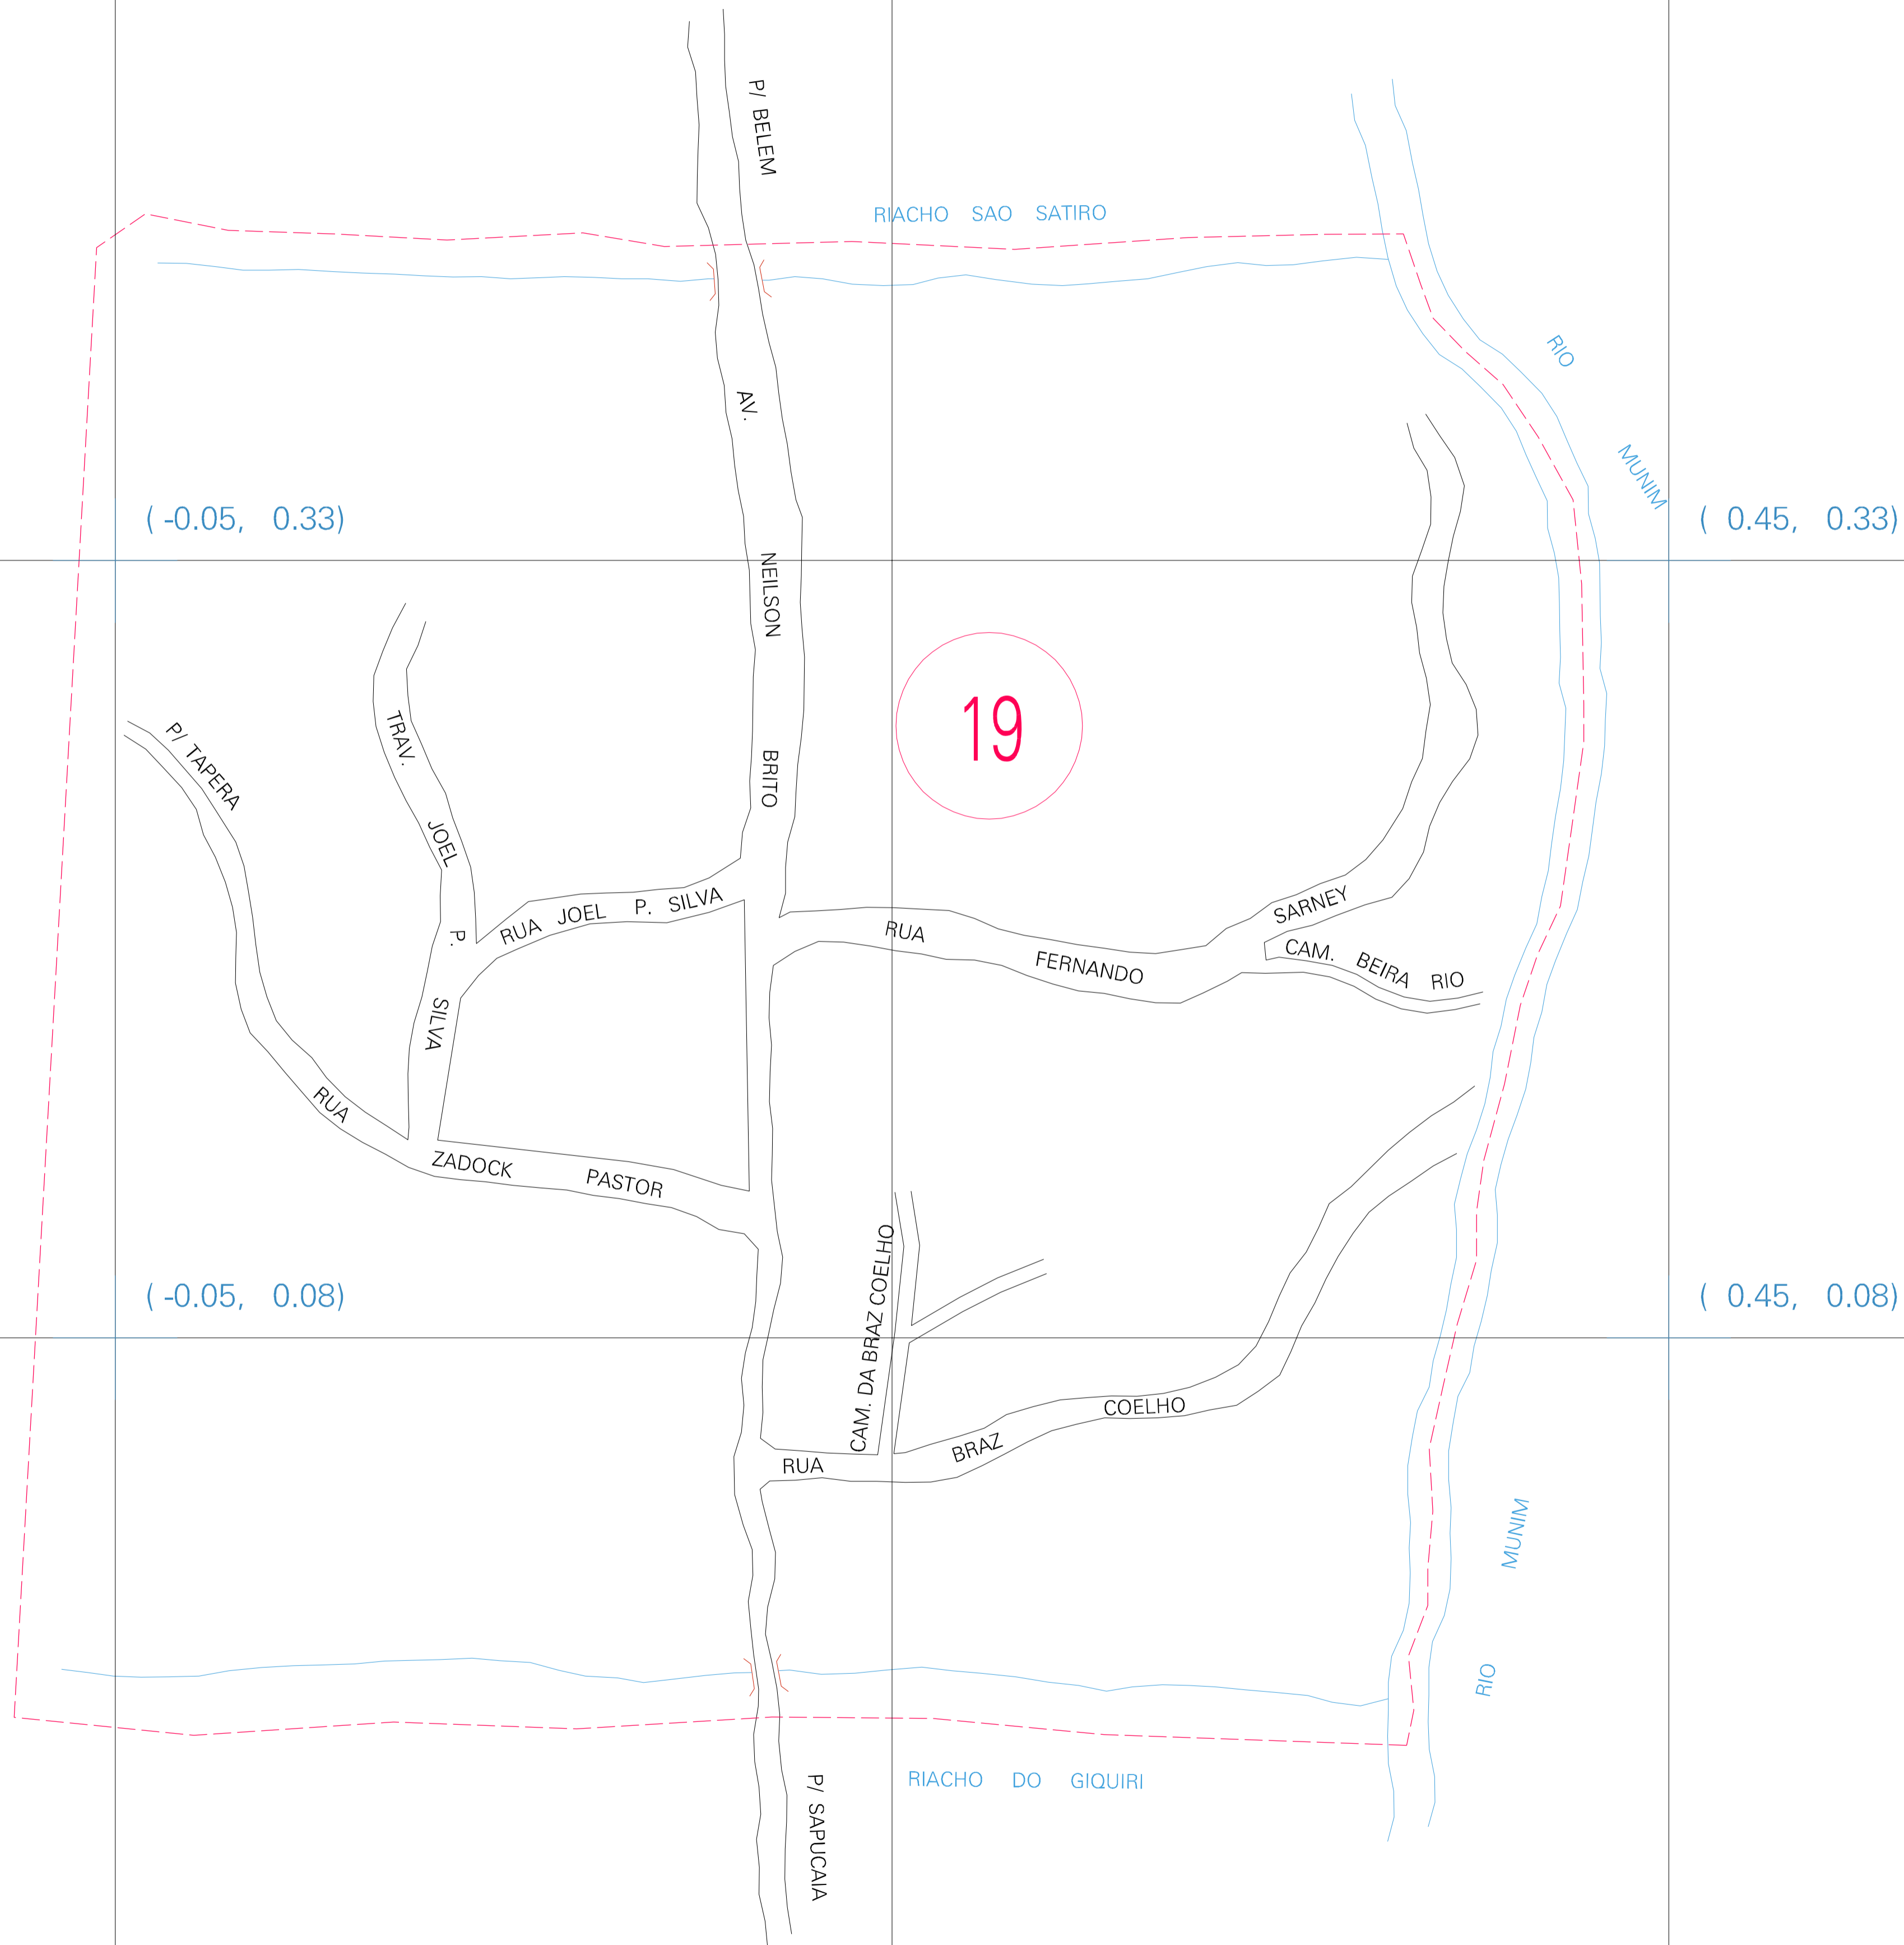 P/ BELEM
RIACHO SAO SATIRO
RIO MUNIM
AV. NEILSON BRITO
( -0.05, 0.33)
( 0.45, 0.33)
19
P/ TAPERA
TRAV. JOEL P. SILVA
RUA JOEL P. SILVA
RUA FERNANDO SARNEY
CAM. BEIRA RIO
RUA ZADOCK PASTOR
CAM. DA BRAZ COELHO
( -0.05, 0.08)
( 0.45, 0.08)
RUA BRAZ COELHO
RIO MUNIM
RIACHO DO GIQUIRI
P/ SAPUCAIA